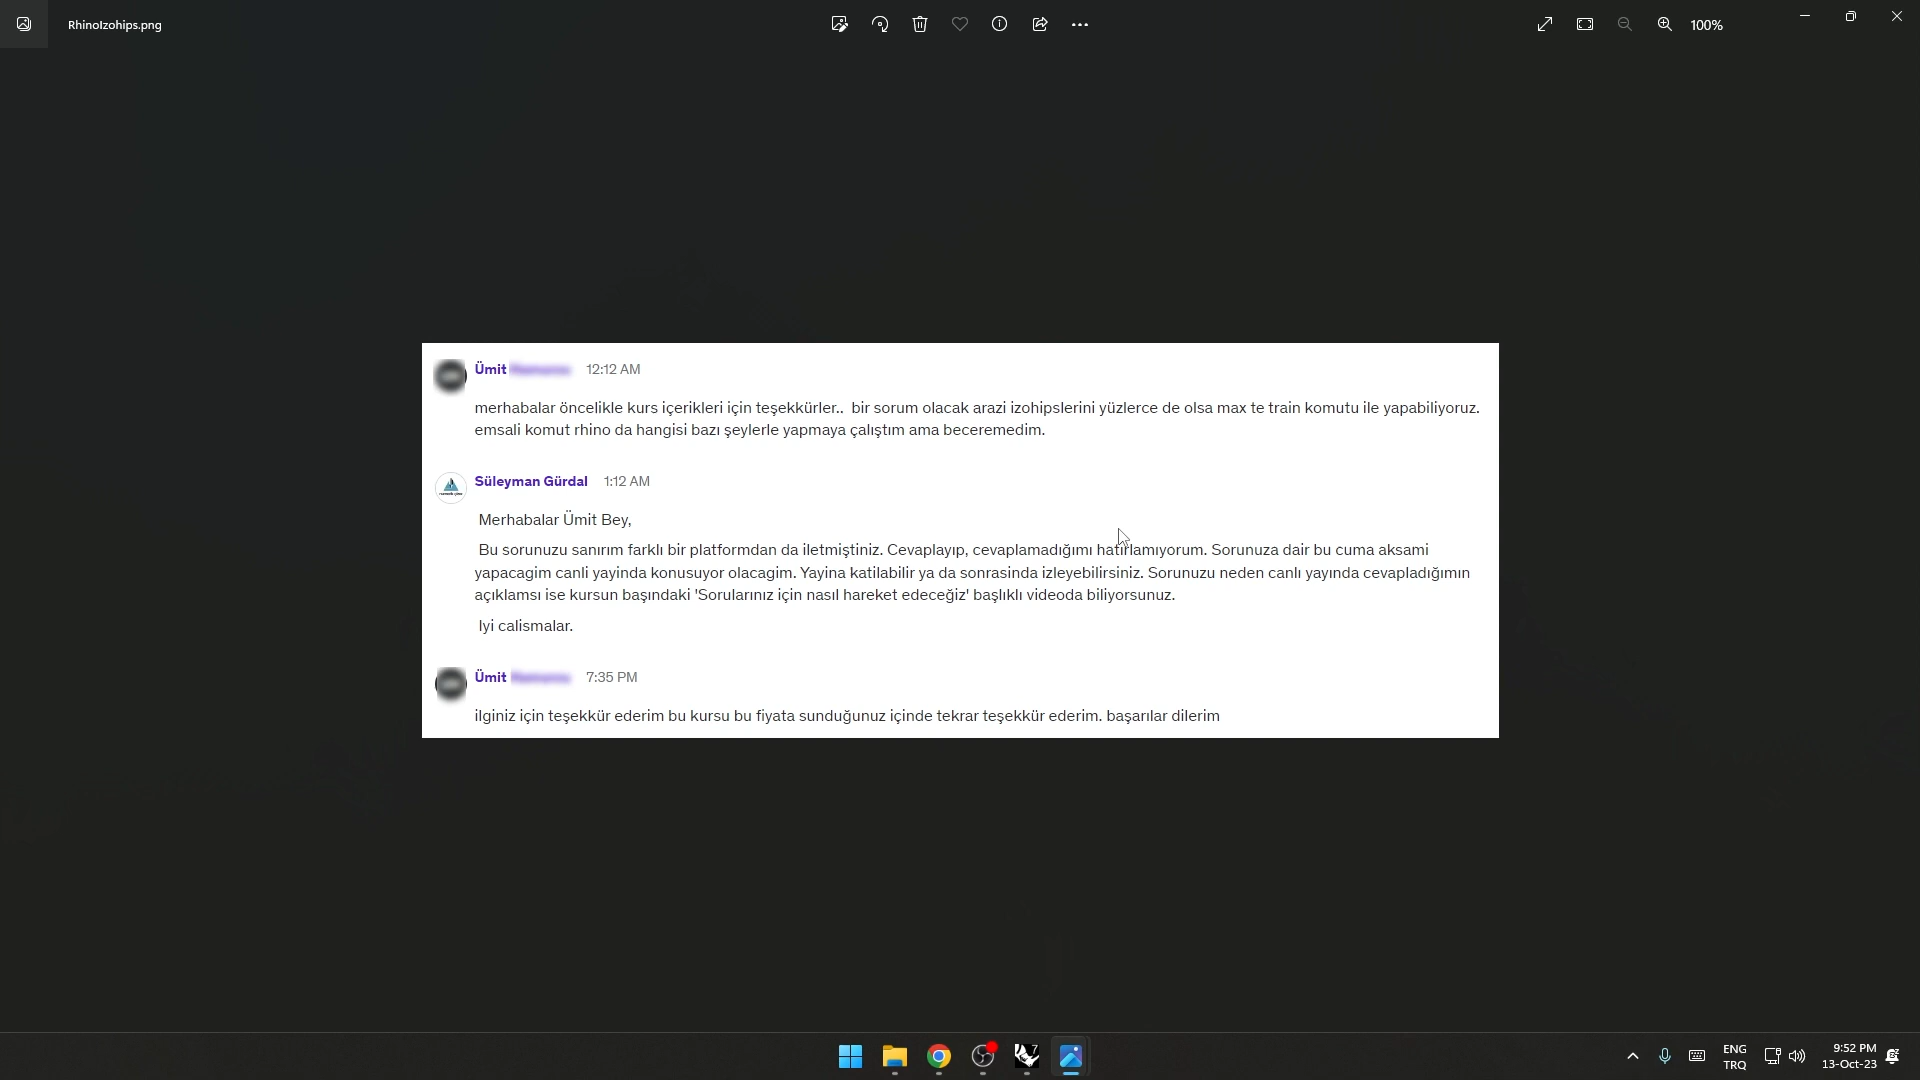 RhinoIzohips.png
100%
Ümit 12:12 AM
merhabalar öncelikle kurs içerikleri için teşekkürler.. bir sorum olacak arazi izohipslerini yüzlerce de olsa max te train komutu ile yapabiliyoruz.
emsali komut rhino da hangisi bazı şeylerle yapmaya çalıştım ama beceremedim.
Süleyman Gürdal 1:12 AM
Merhabalar Ümit Bey,
Bu sorunuzu sanırım farklı bir platformdan da iletmiştiniz. Cevaplayıp, cevaplamadığımı hatırlamıyorum. Sorunuza dair bu cuma aksami
yapacagim canli yayinda konusuyor olacagim. Yayina katilabilir ya da sonrasinda izleyebilirsiniz. Sorunuzu neden canlı yayında cevapladığımın
açıklamsı ise kursun başındaki 'Sorularınız için nasıl hareket edeceğiz' başlıklı videoda biliyorsunuz.
Iyi calismalar.
Ümit 7:35 PM
ilginiz için teşekkür ederim bu kursu bu fiyata sunduğunuz içinde tekrar teşekkür ederim. başarılar dilerim
7
ENG
TRQ
9:52 PM
13-Oct-23